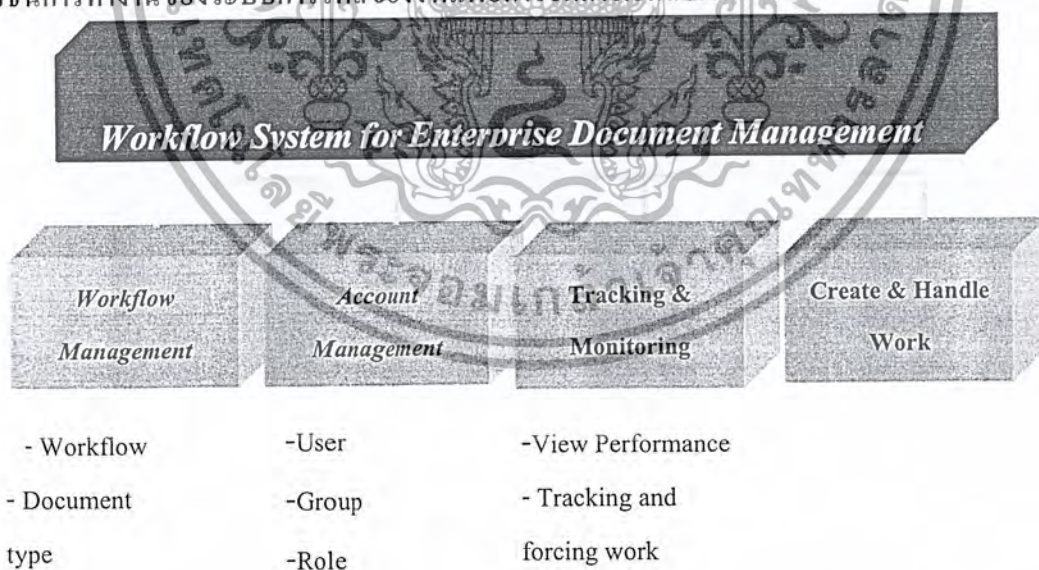 Workflow System for Enterprise Document Management
Workflow
Management
Account
Management
Tracking &
Monitoring
Create & Handle
Work
- Workflow
- Document
type
-User
-Group
-Role
-View Performance
- Tracking and
forcing work